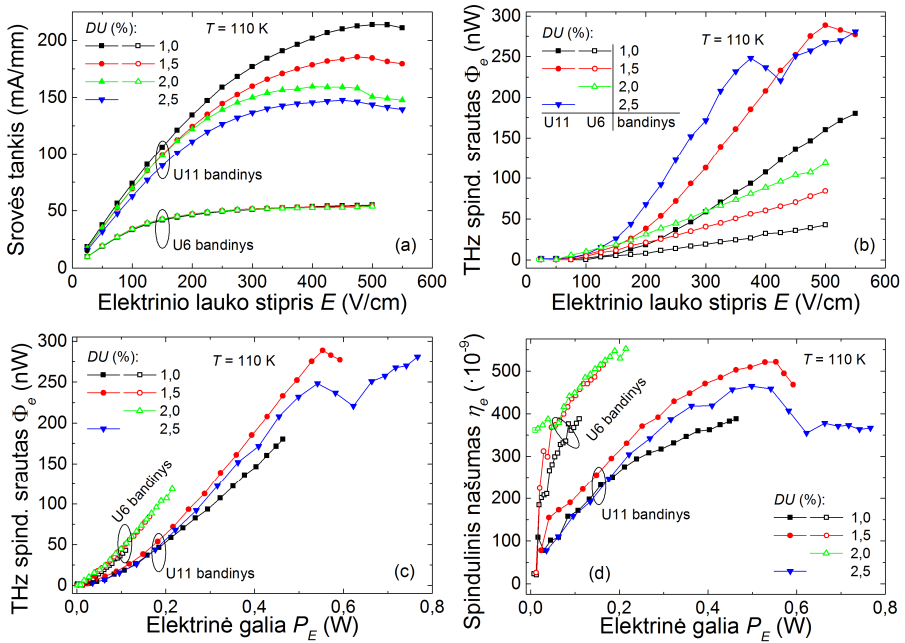 DU (%):
1,0
1,5
2,0
2,5
T = 110 K
U11 bandinys
U6 bandinys
(a)
200
150
100
50
0
0 100 200 300 400 500 600
Srovės tankis (mA/mm)
Elektrinio lauko stipris E (V/cm)
DU (%):
1,0
1,5
2,0
2,5
U11 U6 bandinys
T = 110 K
(b)
300
250
200
150
100
50
0
0 100 200 300 400 500 600
THz spind. srautas Φe (nW)
Elektrinio lauko stipris E (V/cm)
DU (%):
1,0
1,5
2,0
2,5
T = 110 K
U6 bandinys
U11 bandinys
(c)
300
250
200
150
100
50
0
0,0 0,2 0,4 0,6 0,8
THz spind. srautas Φe (nW)
Elektrinė galia PE (W)
T = 110 K
U6 bandinys
U11 bandinys
DU (%):
1,0
1,5
2,0
2,5
(d)
500
400
300
200
100
0
0,0 0,2 0,4 0,6 0,8
Spindulinis našumas ηe (·10-9)
Elektrinė galia PE (W)